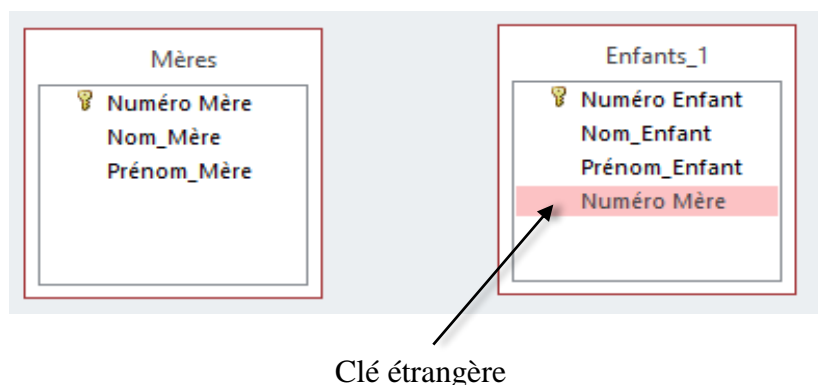 Mères
Numéro Mère
Nom_Mère
Prénom_Mère
Enfants_1
Numéro Enfant
Nom_Enfant
Prénom_Enfant
Numéro Mère
Clé étrangère